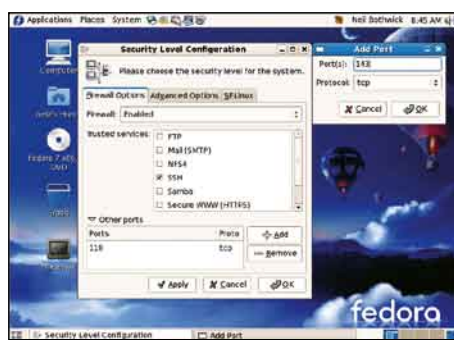 Applications Places System Neil Bothwick 8.45 AM
Computer
Fedora 7 x86, DVD
Security Level Configuration
Please choose the security level for the system.
Firewall Options Advanced Options SELinux
Firewall: Enabled
Trusted services:
FTP
Mail (SMTP)
NFS4
SSH
Samba
Secure WWW (HTTPS)
Other ports
Ports Proto
110 tcp
Add
Remove
Apply Cancel OK
Add Port
Port(s): 143
Protocol: tcp
Cancel OK
fedora
Security Level Configuration Add Port